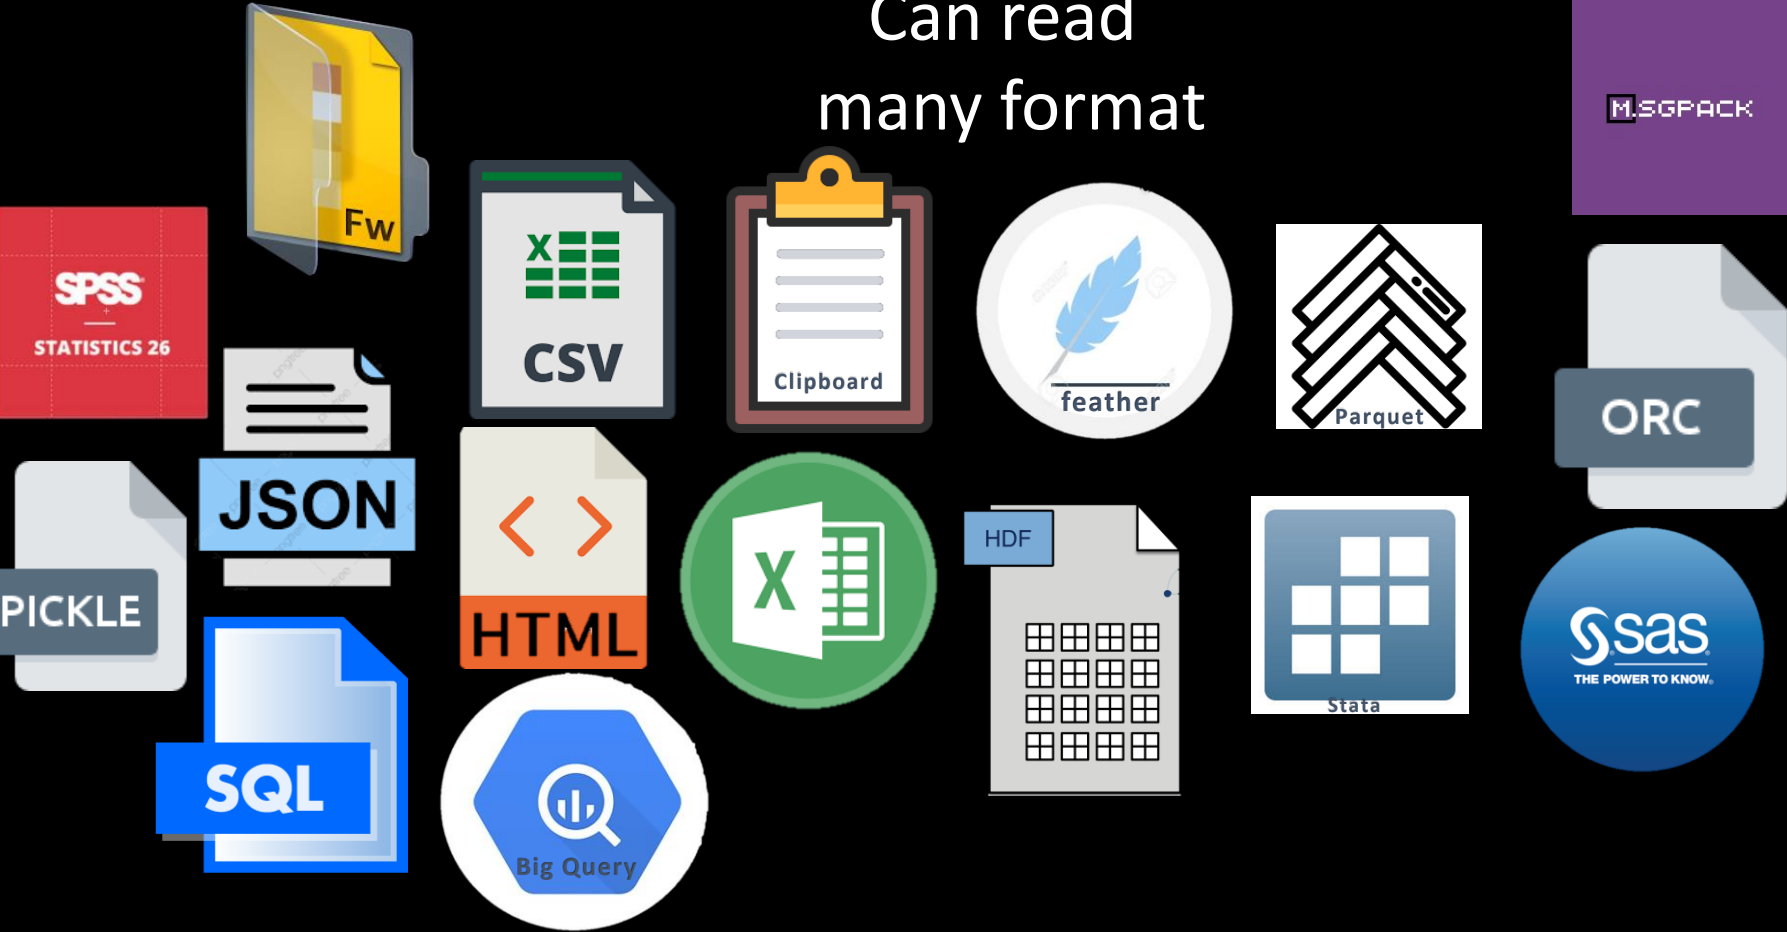 Can read
many format
M.SGPACK
Fw
SPSS
STATISTICS 26
CSV
X
Clipboard
feather
Parquet
ORC
JSON
PICKLE
HTML
X
HDF
Stata
sas
THE POWER TO KNOW.
SQL
Big Query